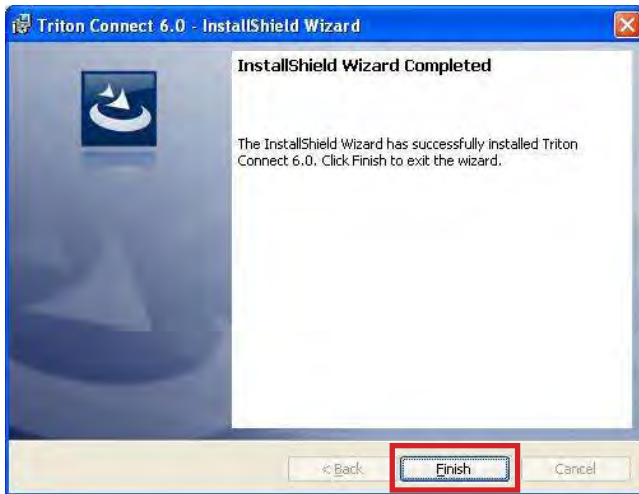 Triton Connect 6.0 - InstallShield Wizard
InstallShield Wizard Completed
The InstallShield Wizard has successfully installed Triton
Connect 6.0. Click Finish to exit the wizard.
< Back
Finish
Cancel